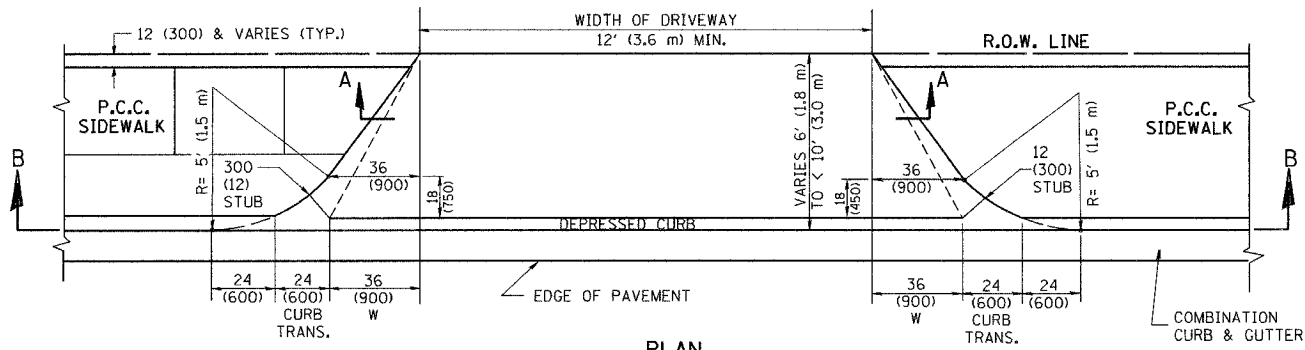 WIDTH OF DRIVEWAY
12' (3.6 m) MIN.
12 (300) & VARIES (TYP.)
R.O.W. LINE
A
A
P.C.C.
SIDEWALK
P.C.C.
SIDEWALK
R= 5' (1.5 m)
VARIES 6' (1.8 m)
TO < 10' (3.0 m)
R= 5' (1.5 m)
B
B
300
(12)
STUB
36
(900)
18
(750)
36
(900)
18
(450)
12
(300)
STUB
DEPRESSED CURB
24
(600)
24
(600)
CURB
TRANS.
36
(900)
W
EDGE OF PAVEMENT
36
(900)
W
24
(600)
CURB
TRANS.
24
(600)
COMBINATION
CURB & GUTTER
PLAN